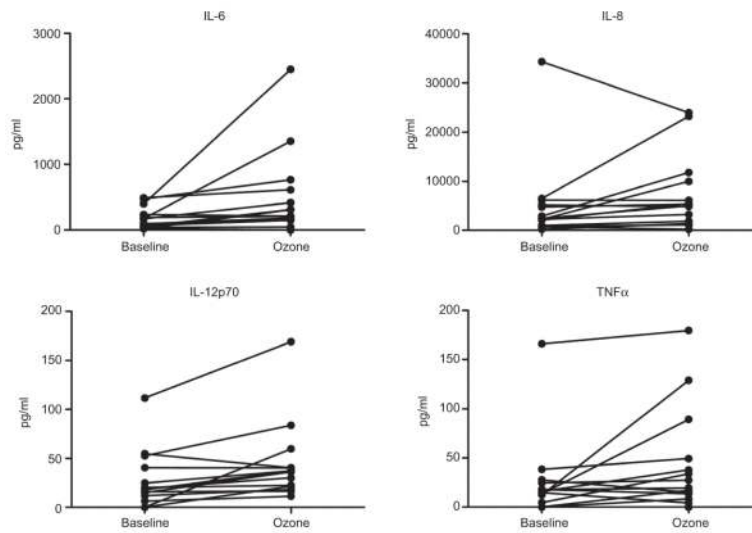 IL-6
3000
2000
1000
0
pg/ml
Baseline
Ozone
IL-8
40000
30000
20000
10000
0
pg/ml
Baseline
Ozone
IL-12p70
200
150
100
50
0
pg/ml
Baseline
Ozone
TNFα
200
150
100
50
0
pg/ml
Baseline
Ozone